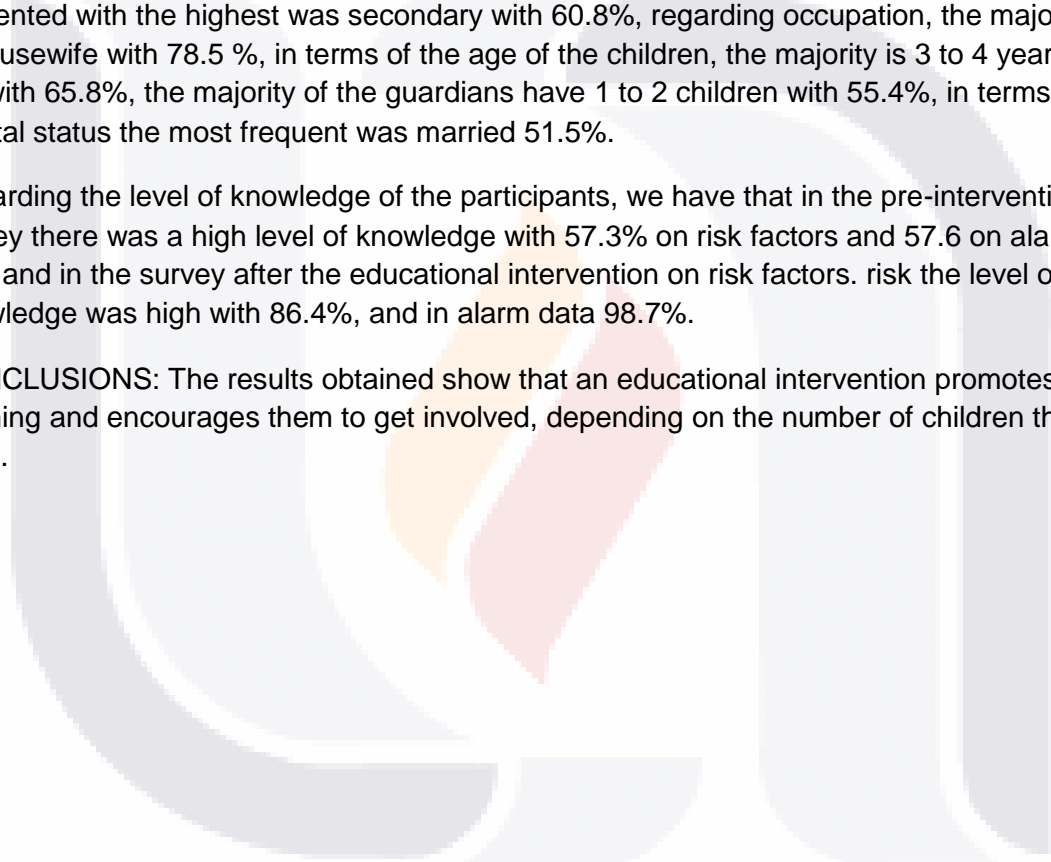 ented with the highest was secondary with 60.8%, regarding occupation, the majo
usewife with 78.5 %, in terms of the age of the children, the majority is 3 to 4 year
with 65.8%, the majority of the guardians have 1 to 2 children with 55.4%, in terms
tal status the most frequent was married 51.5%.
arding the level of knowledge of the participants, we have that in the pre-interventi
ey there was a high level of knowledge with 57.3% on risk factors and 57.6 on ala
and in the survey after the educational intervention on risk factors. risk the level o
wledge was high with 86.4%, and in alarm data 98.7%.
NCLUSIONS: The results obtained show that an educational intervention promotes
ning and encourages them to get involved, depending on the number of children th
.